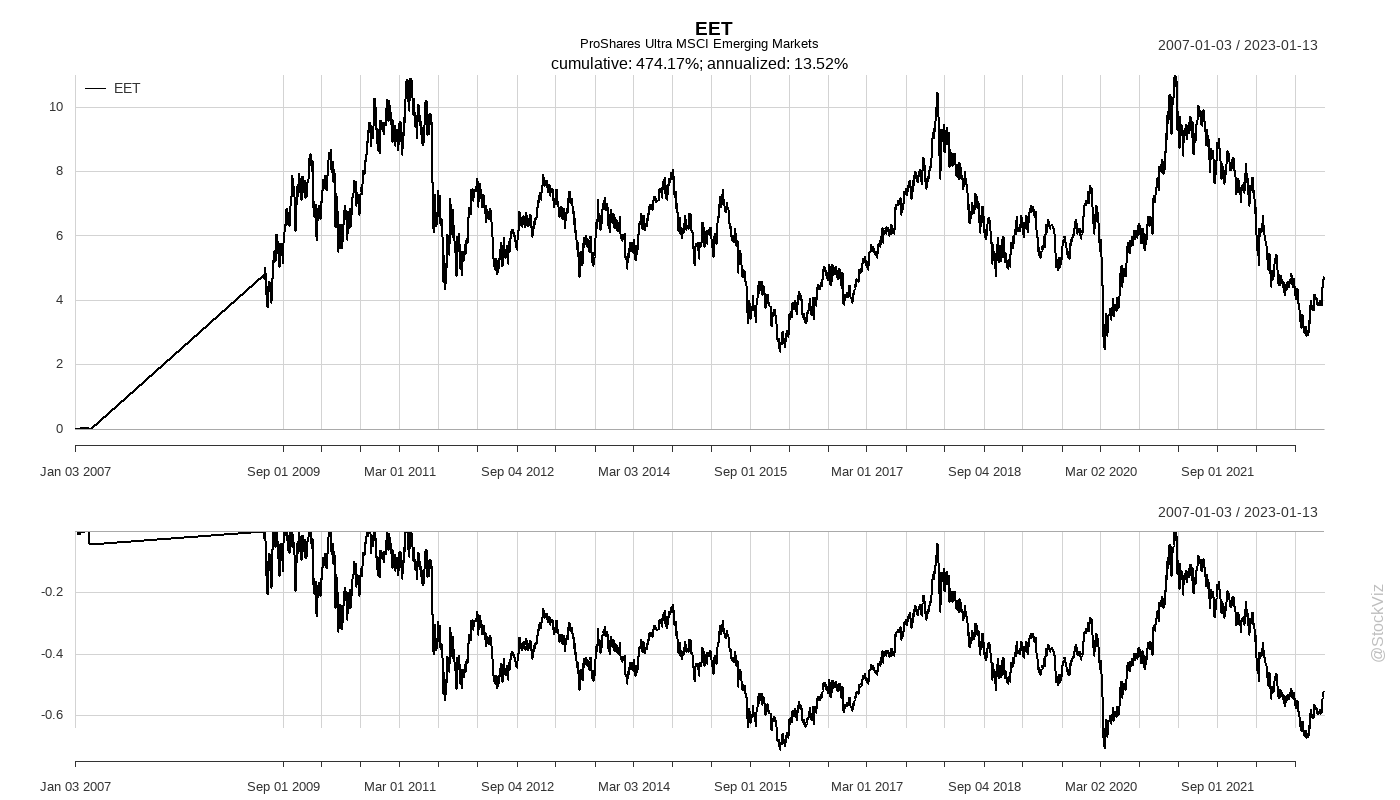 EET
ProShares Ultra MSCI Emerging Markets
2007-01-03 / 2023-01-13
cumulative: 474.17%; annualized: 13.52%
EET
10
8
6
4
2
0
Jan 03 2007 Sep 01 2009 Mar 01 2011 Sep 04 2012 Mar 03 2014 Sep 01 2015 Mar 01 2017 Sep 04 2018 Mar 02 2020 Sep 01 2021
2007-01-03 / 2023-01-13
-0.2
-0.4
-0.6
Jan 03 2007 Sep 01 2009 Mar 01 2011 Sep 04 2012 Mar 03 2014 Sep 01 2015 Mar 01 2017 Sep 04 2018 Mar 02 2020 Sep 01 2021
@StockViz